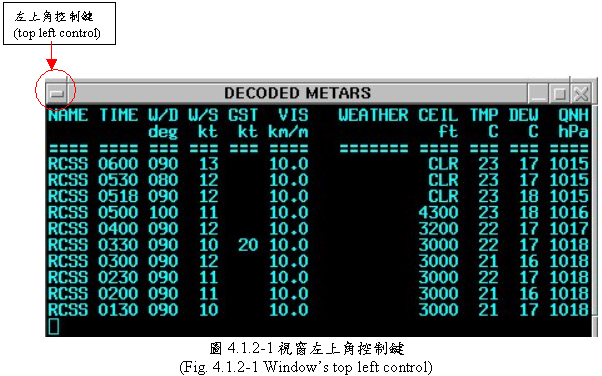 左上角控制鍵
(top left control)
DECODED METARS
NAME TIME W/D W/S GST VIS WEATHER CEIL TMP DEW QNH
deg kt kt km/m ft C C hPa
==== ==== === === === ==== ======= ==== === === ====
RCSS 0600 090 13 10.0 CLR 23 17 1015
RCSS 0530 080 12 10.0 CLR 23 17 1015
RCSS 0518 090 12 10.0 CLR 23 18 1015
RCSS 0500 100 11 10.0 4300 23 18 1016
RCSS 0400 090 12 10.0 3200 22 17 1017
RCSS 0330 090 10 20 10.0 3000 22 17 1018
RCSS 0300 090 12 10.0 3000 21 16 1018
RCSS 0230 090 11 10.0 3000 22 17 1018
RCSS 0200 090 11 10.0 3000 21 16 1018
RCSS 0130 090 10 10.0 3000 21 17 1018
圖 4.1.2-1 視窗左上角控制鍵
(Fig. 4.1.2-1 Window's top left control)